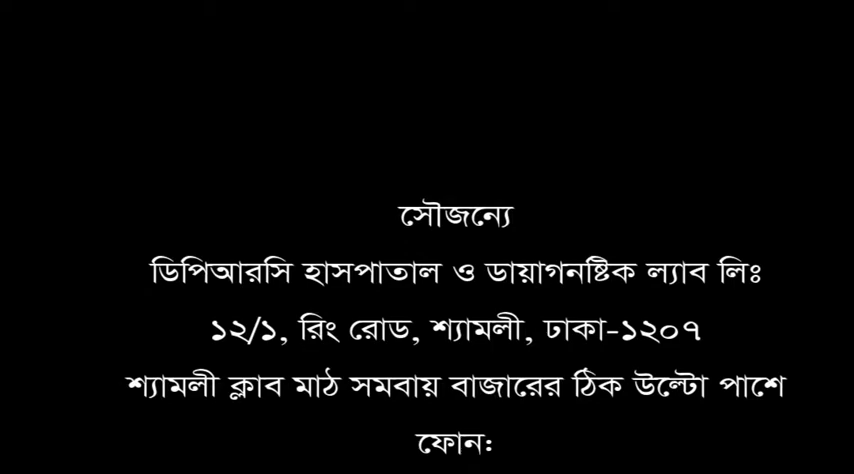 সৌজন্যে
ডিপিআরসি হাসপাতাল ও ডায়াগনষ্টিক ল্যাব লিঃ
১২/১, রিং রোড, শ্যামলী, ঢাকা-১২০৭
শ্যামলী ক্লাব মাঠ সমবায় বাজারের ঠিক উল্টো পাশে
ফোন: